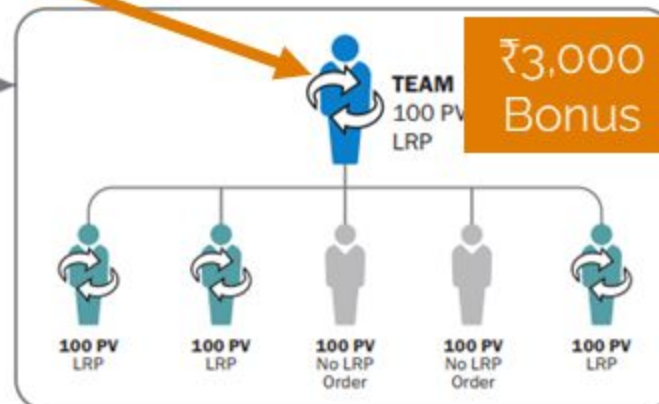 ₹3,000
Bonus
TEAM
100 PV
LRP
100 PV
LRP
100 PV
LRP
100 PV
No LRP
Order
100 PV
No LRP
Order
100 PV
LRP